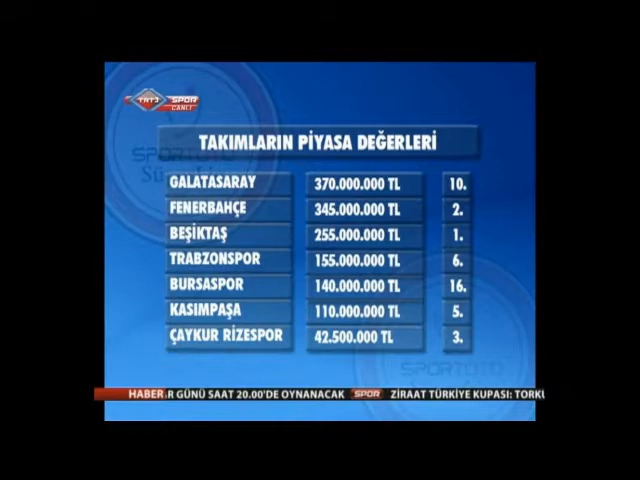 TRT3 SPOR
CANLI
TAKIMLARIN PİYASA DEĞERLERİ
SPORTOTO
GALATASARAY 370.000.000 TL 10.
FENERBAHÇE 345.000.000 TL 2.
BEŞİKTAŞ 255.000.000 TL 1.
TRABZONSPOR 155.000.000 TL 6.
BURSASPOR 140.000.000 TL 16.
KASIMPAŞA 110.000.000 TL 5.
ÇAYKUR RİZESPOR 42.500.000 TL 3.
SPORTOTO
HABER R GÜNÜ SAAT 20.00'DE OYNANACAK SPOR ZİRAAT TÜRKİYE KUPASI: TORKU